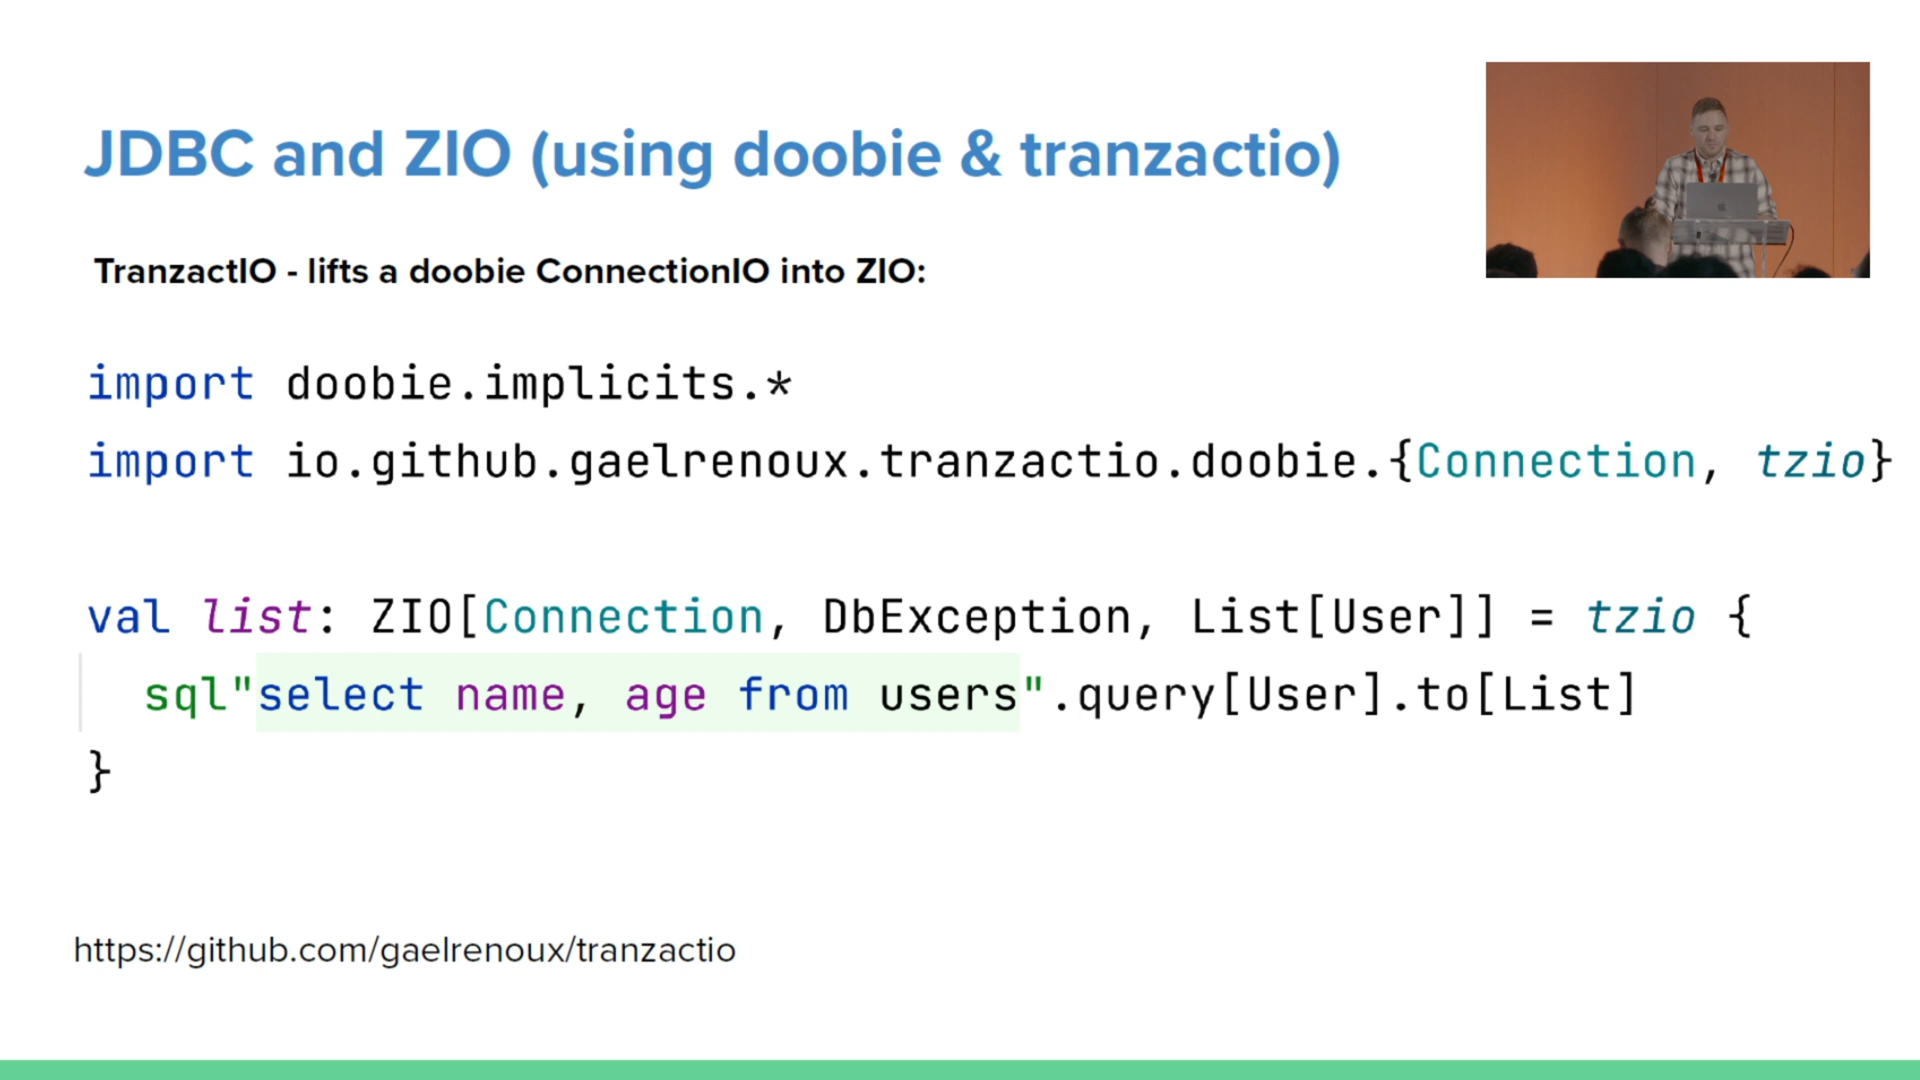 JDBC and ZIO (using doobie & tranzactio)
TranzactIO - lifts a doobie ConnectionIO into ZIO:
import doobie.implicits.*
import io.github.gaelrenoux.tranzactio.doobie.{Connection, tzio}
val list: ZIO[Connection, DbException, List[User]] = tzio {
sql"select name, age from users".query[User].to[List]
}
https://github.com/gaelrenoux/tranzactio